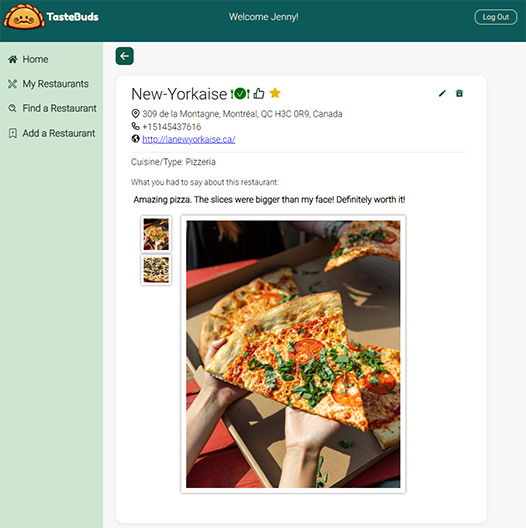 TasteBuds
Welcome Jenny!
Log Out
Home
My Restaurants
Find a Restaurant
Add a Restaurant
New-Yorkaise
309 de la Montagne, Montréal, QC H3C 0R9, Canada
+15145437616
http://lanewyorkaise.ca/
Cuisine/Type: Pizzeria
What you had to say about this restaurant:
Amazing pizza. The slices were bigger than my face! Definitely worth it!